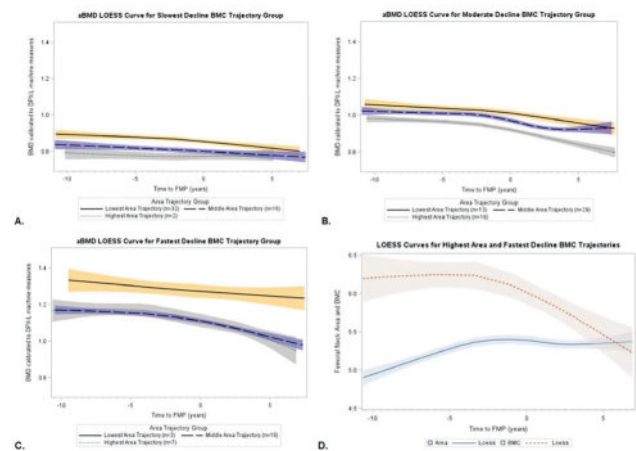 aBMD LOESS Curve for Slowest Decline BMC Trajectory Group
BMD calibrated to DPX-L machine measures
1.4
1.2
1.0
0.8
-10
-5
0
5
Time to FMP (years)
Area Trajectory Group
Lowest Area Trajectory Middle Area Trajectory (n=16)
Highest Area Trajectory (n=2)
A.
aBMD LOESS Curve for Moderate Decline BMC Trajectory Group
BMD calibrated to DPX-L machine measures
1.4
1.2
1.0
0.8
-10
-5
0
5
Time to FMP (years)
Area Trajectory Group
Lowest Area Trajectory (n=13) Middle Area Trajectory
Highest Area Trajectory
B.
aBMD LOESS Curve for Fastest Decline BMC Trajectory Group
BMD calibrated to DPX-L machine measures
1.4
1.2
1.0
0.8
-10
-5
0
5
Time to FMP (years)
Area Trajectory Group
Lowest Area Trajectory Middle Area Trajectory
Highest Area Trajectory
C.
LOESS Curves for Highest Area and Fastest Decline BMC Trajectories
Femoral Neck Area and BMC
6.5
6.0
5.5
5.0
4.5
-10
-5
0
5
Time to FMP (years)
Area Loess BMC Loess
D.